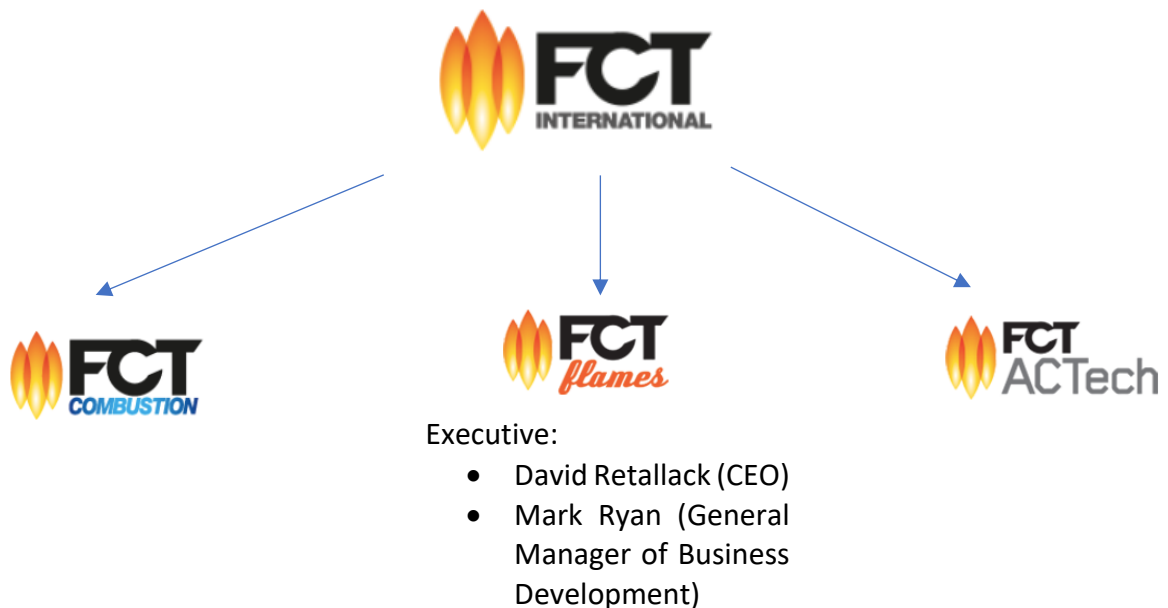 FCT
INTERNATIONAL
FCT
COMBUSTION
FCT
flames
FCT
ACTech
Executive:
• David Retallack (CEO)
• Mark Ryan (General
Manager of Business
Development)